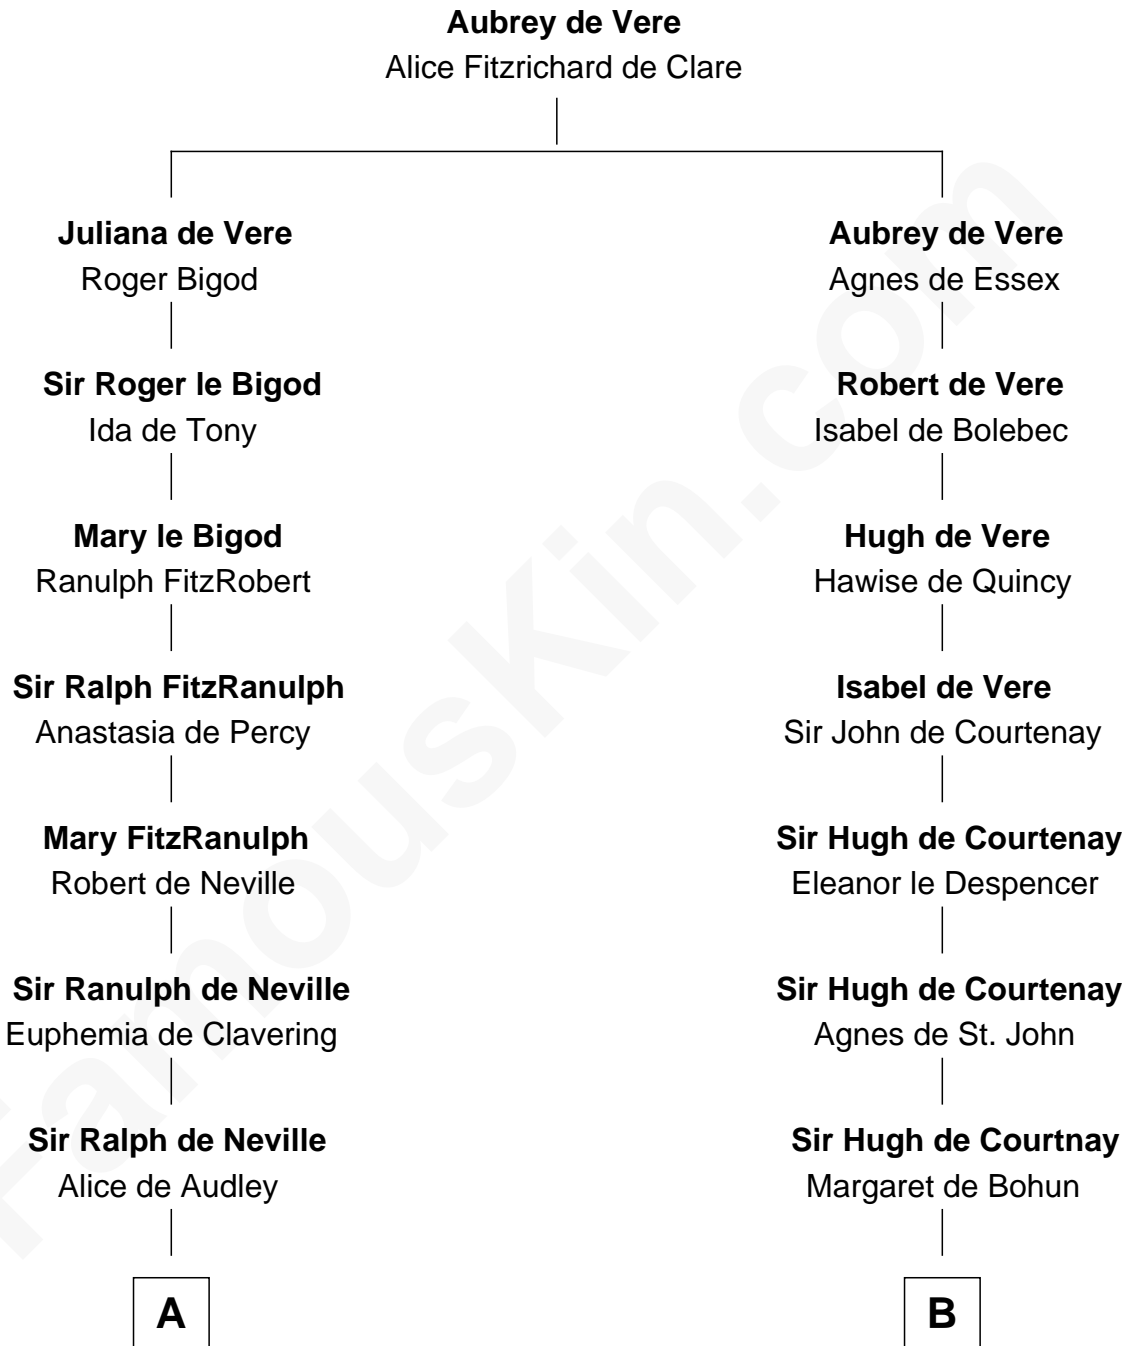 Aubrey de Vere
Alice Fitzrichard de Clare
Juliana de Vere
Roger Bigod
Aubrey de Vere
Agnes de Essex
Sir Roger le Bigod
Ida de Tony
Robert de Vere
Isabel de Bolebec
Mary le Bigod
Ranulph FitzRobert
Hugh de Vere
Hawise de Quincy
Sir Ralph FitzRanulph
Anastasia de Percy
Isabel de Vere
Sir John de Courtenay
Mary FitzRanulph
Robert de Neville
Sir Hugh de Courtenay
Eleanor le Despencer
Sir Ranulph de Neville
Euphemia de Clavering
Sir Hugh de Courtenay
Agnes de St. John
Sir Ralph de Neville
Alice de Audley
Sir Hugh de Courtnay
Margaret de Bohun
A
B
FamousKin.com